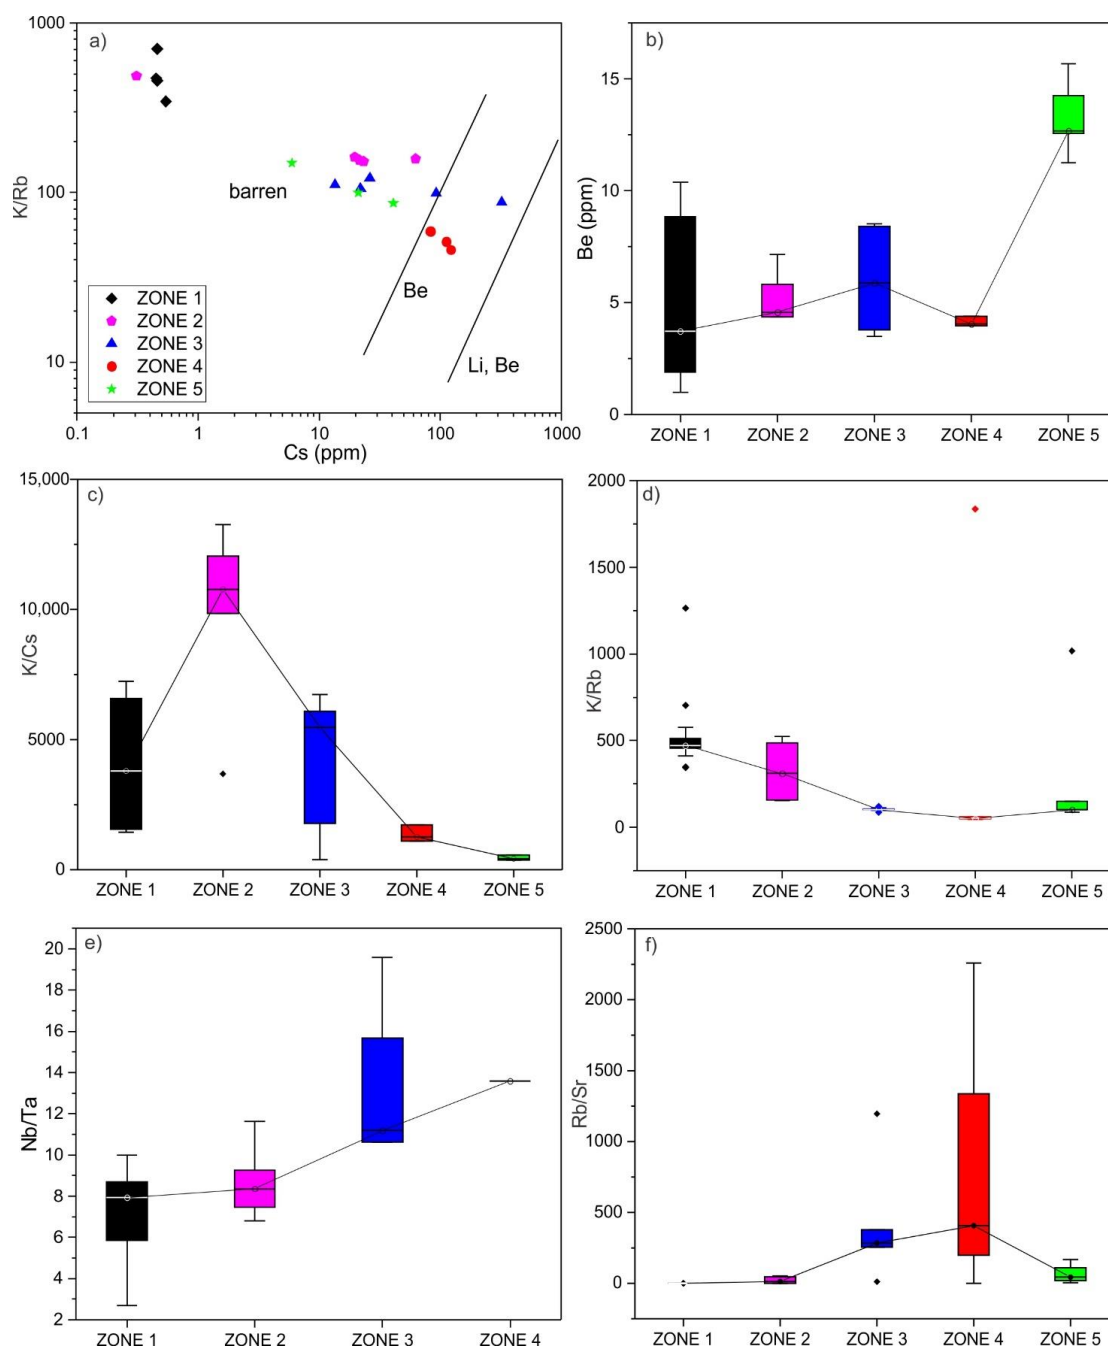 a)
1000
100
10
K/Rb
barren
Be
Li, Be
ZONE 1
ZONE 2
ZONE 3
ZONE 4
ZONE 5
0.1 1 10 100 1000
Cs (ppm)
b)
15
10
5
0
Be (ppm)
ZONE 1 ZONE 2 ZONE 3 ZONE 4 ZONE 5
c)
15,000
10,000
5000
0
K/Cs
ZONE 1 ZONE 2 ZONE 3 ZONE 4 ZONE 5
d)
2000
1500
1000
500
0
K/Rb
ZONE 1 ZONE 2 ZONE 3 ZONE 4 ZONE 5
e)
20
18
16
14
12
10
8
6
4
2
Nb/Ta
ZONE 1 ZONE 2 ZONE 3 ZONE 4
f)
2500
2000
1500
1000
500
0
Rb/Sr
ZONE 1 ZONE 2 ZONE 3 ZONE 4 ZONE 5